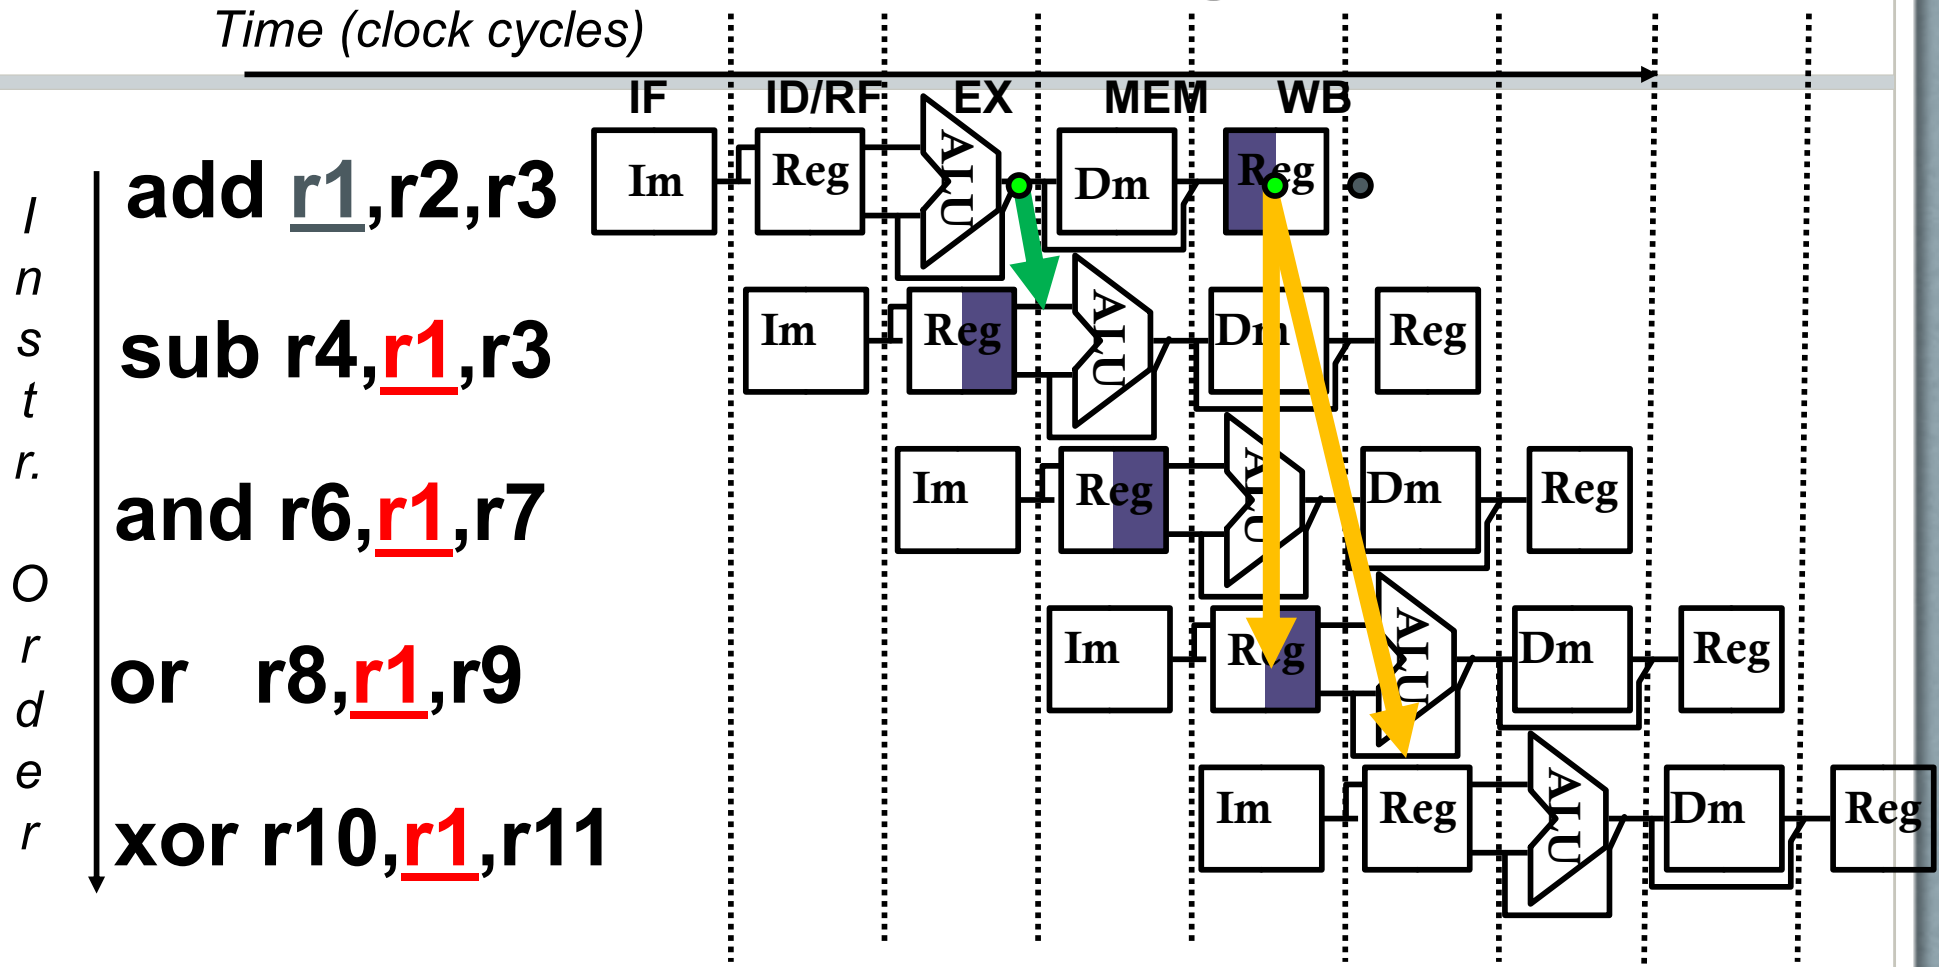 Time (clock cycles)
IF ID/RF EX MEM WB
Instr. Order
add r1,r2,r3 Im Reg ALU Dm Reg
sub r4,r1,r3 Im Reg ALU Dm Reg
and r6,r1,r7 Im Reg ALU Dm Reg
or r8,r1,r9 Im Reg ALU Dm Reg
xor r10,r1,r11 Im Reg ALU Dm Reg